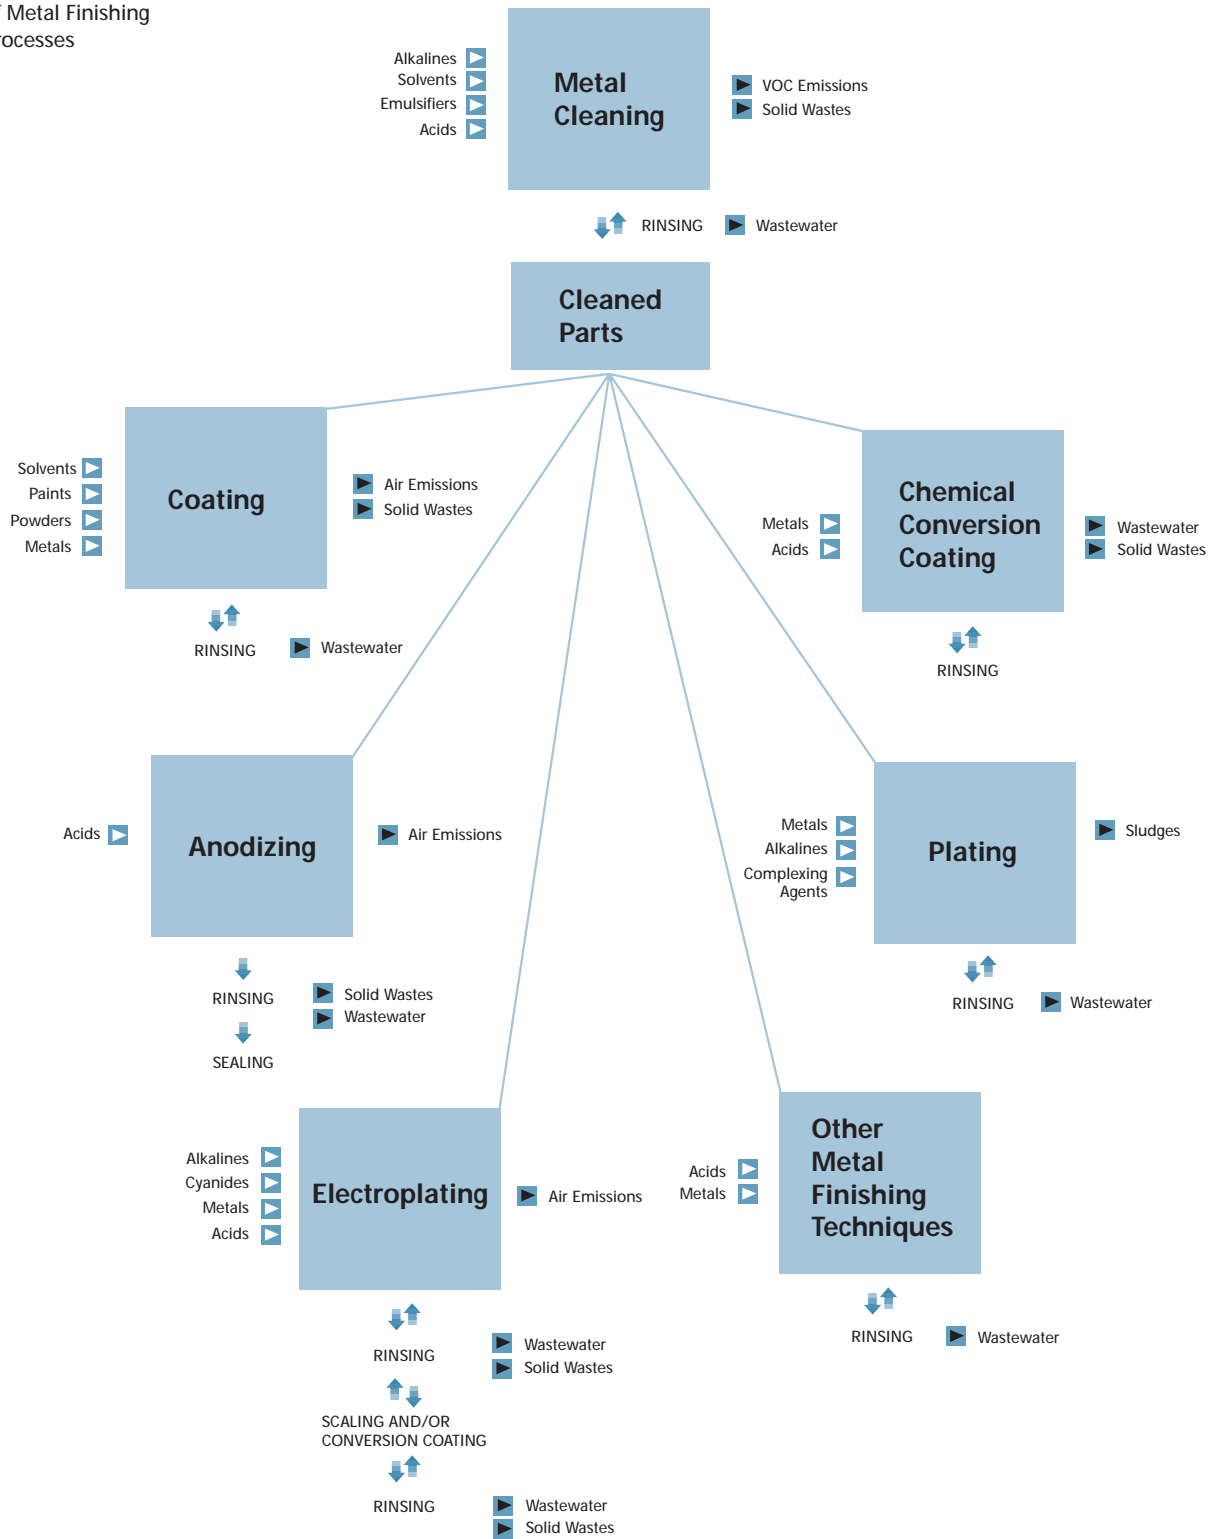 Metal Finishing
ocesses
Alkalines
Solvents
Emulsifiers
Acids
Metal
Cleaning
VOC Emissions
Solid Wastes
RINSING
Wastewater
Cleaned
Parts
Solvents
Paints
Powders
Metals
Coating
Air Emissions
Solid Wastes
RINSING
Wastewater
Metals
Acids
Chemical
Conversion
Coating
Wastewater
Solid Wastes
RINSING
Acids
Anodizing
Air Emissions
RINSING
Solid Wastes
Wastewater
SEALING
Metals
Alkalines
Complexing
Agents
Plating
Sludges
RINSING
Wastewater
Alkalines
Cyanides
Metals
Acids
Electroplating
Air Emissions
RINSING
Wastewater
Solid Wastes
SCALING AND/OR
CONVERSION COATING
RINSING
Wastewater
Solid Wastes
Acids
Metals
Other
Metal
Finishing
Techniques
RINSING
Wastewater